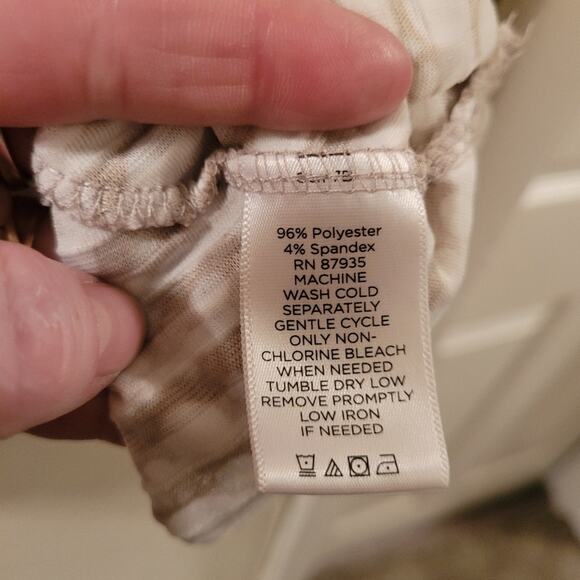 96% Polyester
4% Spandex
RN 87935
MACHINE
WASH COLD
SEPARATELY
GENTLE CYCLE
ONLY NON-
CHLORINE BLEACH
WHEN NEEDED
TUMBLE DRY LOW
REMOVE PROMPTLY
LOW IRON
IF NEEDED